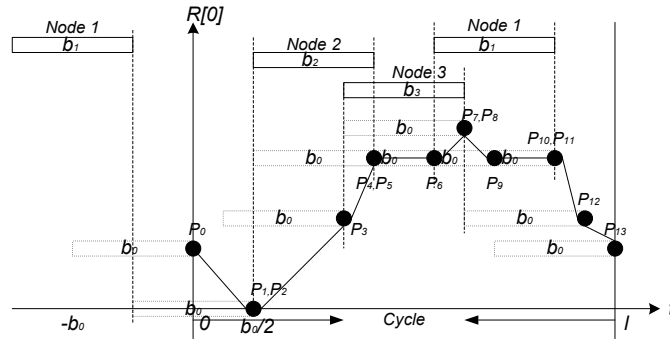 R[0]
Node 1
Node 2
Node 1
b1
b2
b1
Node 3
b3
P7,P8
b0
P10,P11
b0
b0
b0
b0
P4,P5
P6
P9
P12
b0
P3
b0
P0
P13
b0
b0
P1,P2
b0
-b0
0
b0/2
Cycle
I